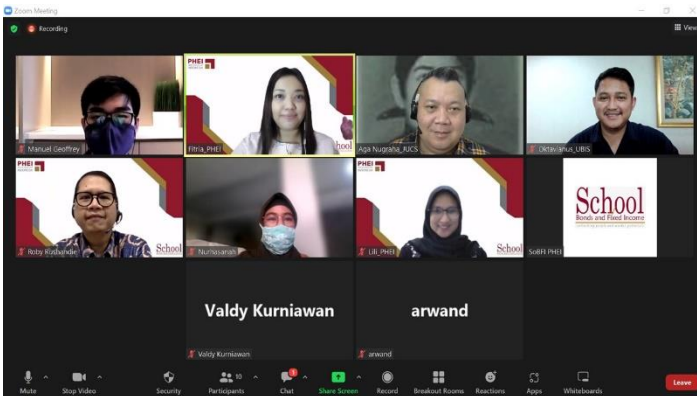 Zoom Meeting
Recording
View
Manuel Geoffrey
PHEI
Fitria_PHEI
hool
Aga Nugraha_IUCS
Oktavianus_UBIS
PHEI
Roby Rushandie
School
Nurhasanah
PHEI
Lili_PHEI
School
School
Bonds and Fixed Income
SoBFI PHEI
Valdy Kurniawan
Valdy Kurniawan
arwand
arwand
Mute
Stop Video
Security
Participants
10
Chat
3
Share Screen
Record
Breakout Rooms
Reactions
Apps
Whiteboards
Leave